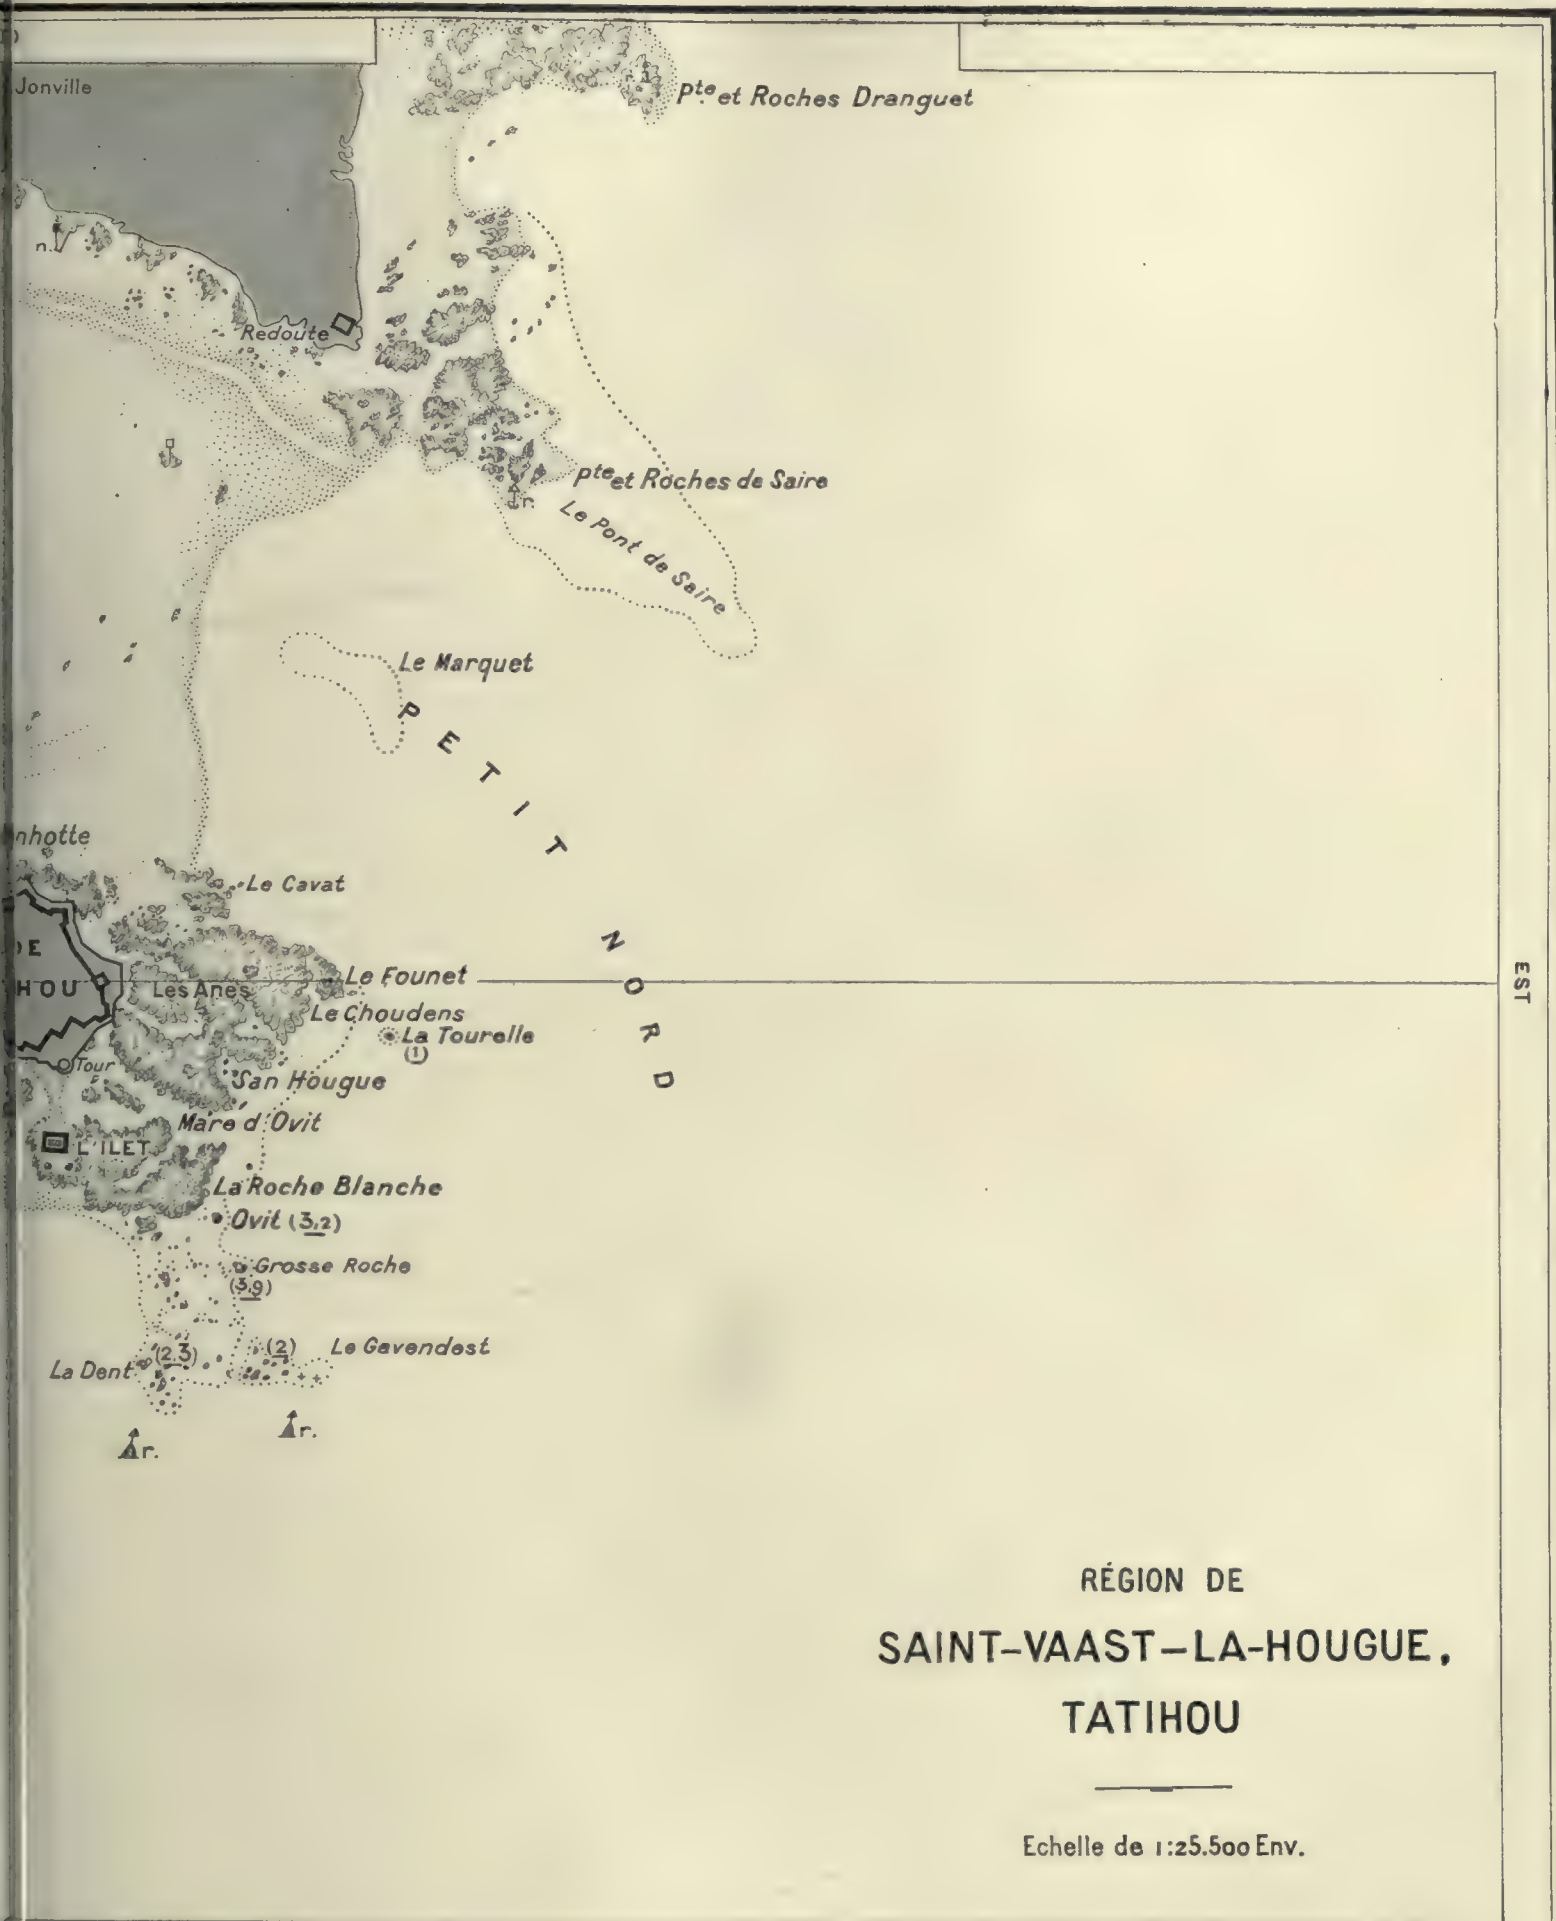 Jonville
Pte et Roches Dranguet
n.
Redoute
Pte et Roches de Saire
r.
Le Pont de Saire
Le Marquet
PETIT NORD
nhotte
Le Cavat
DE
HOU
Les Anes
Le Founet
EST
Le Choudens
La Tourelle
(1)
Tour
San Hougue
Mare d'Ovit
L'ILET
La Roche Blanche
Ovit (3,2)
Grosse Roche
(3,9)
La Dent
(2,3)
(2)
Le Gavendest
r.
r.
RÉGION DE
SAINT-VAAST-LA-HOUGUE,
TATIHOU
Echelle de 1:25.500 Env.